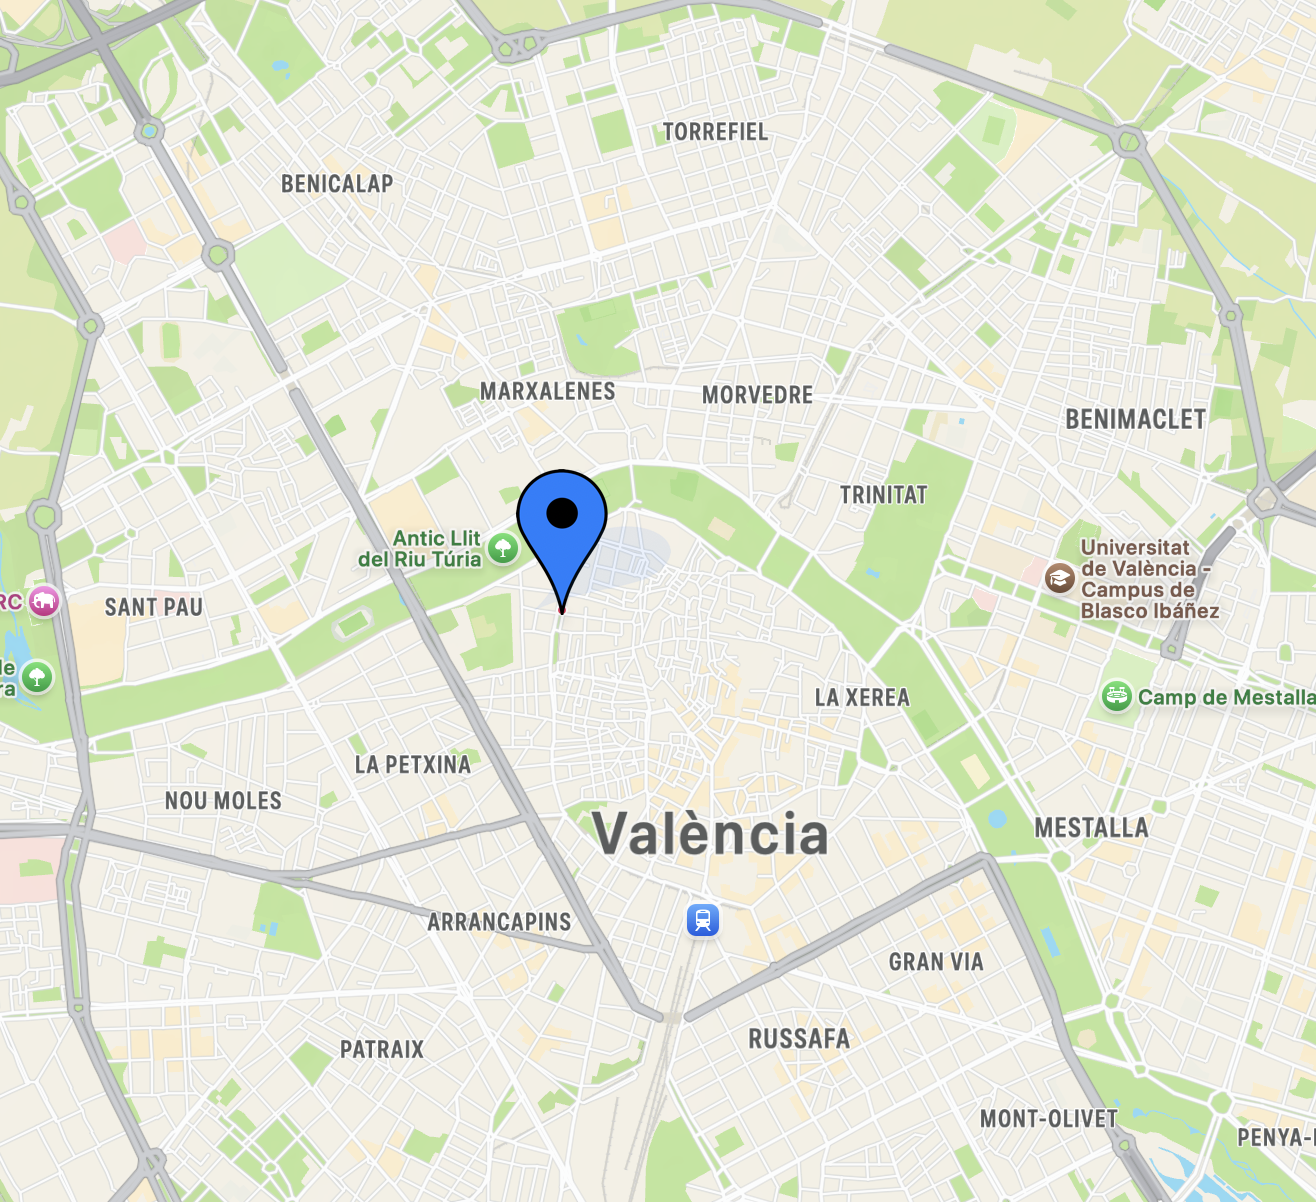 TORREFIEL
BENICALAP
MARXALENES
MORVEDRE
BENIMACLET
TRINITAT
Antic Llit
del Riu Túria
Universitat
de València -
Campus de
Blasco Ibáñez
RC
SANT PAU
le
ra
LA XEREA
Camp de Mestalla
LA PETXINA
NOU MOLES
València
MESTALLA
ARRANCAPINS
GRAN VIA
RUSSAFA
PATRAIX
MONT-OLIVET
PENYA-